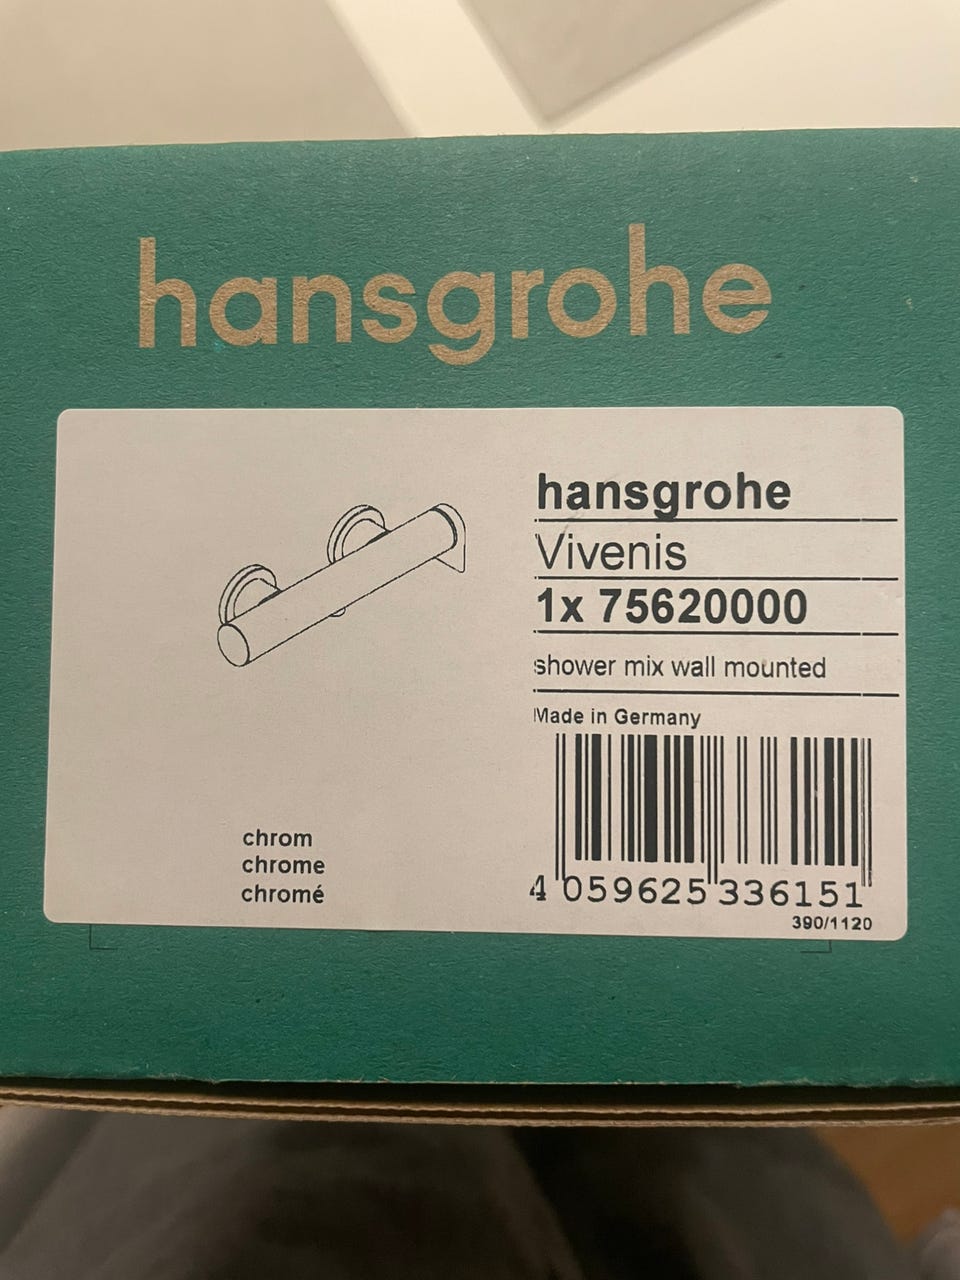 hansgrohe
hansgrohe
Vivenis
1x 75620000
shower mix wall mounted
Made in Germany
chrom
chrome
chromé
4 059625 336151
390/1120